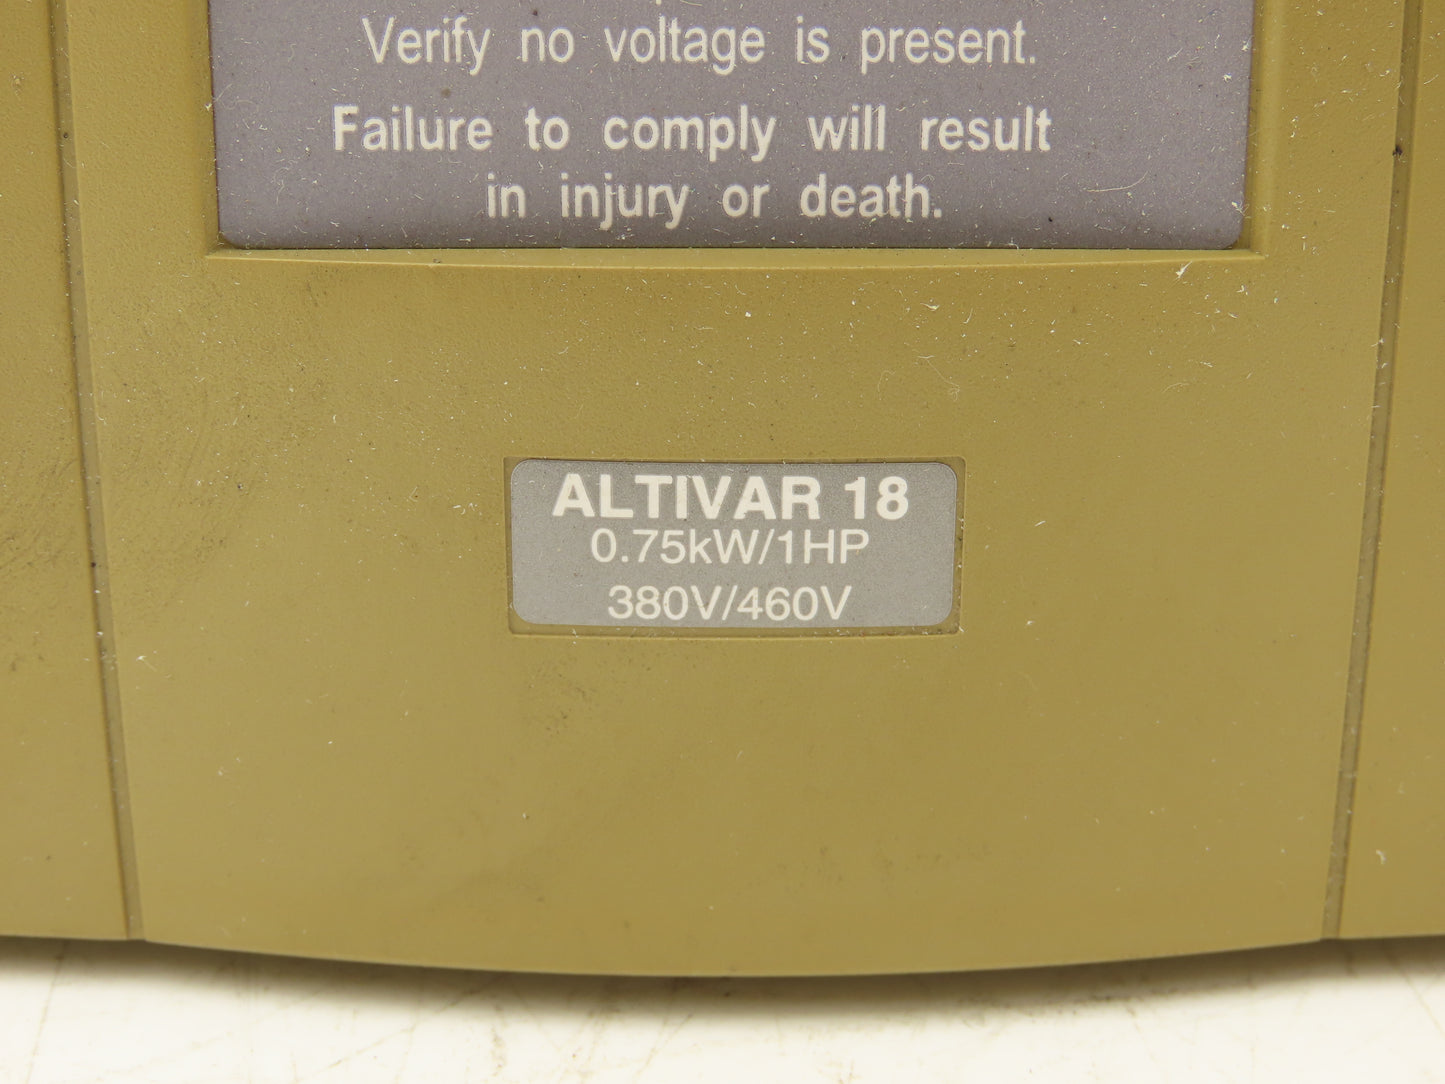 Verify no voltage is present.
Failure to comply will result
in injury or death.
ALTIVAR 18
0.75kW/1HP
380V/460V